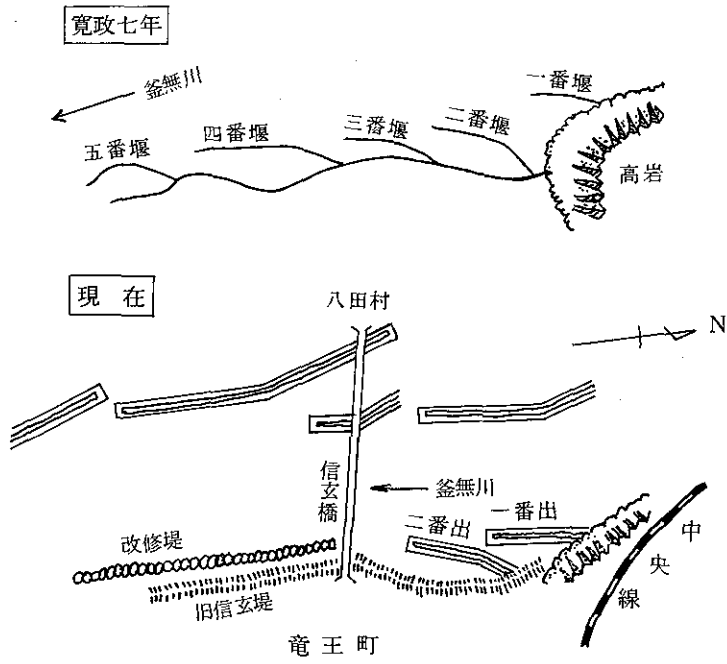 寛政七年
釜無川
一番堰
二番堰
三番堰
四番堰
五番堰
高岩
現在
八田村
N
信玄橋
釜無川
一番出
二番出
改修堤
旧信玄堤
中央線
竜王町